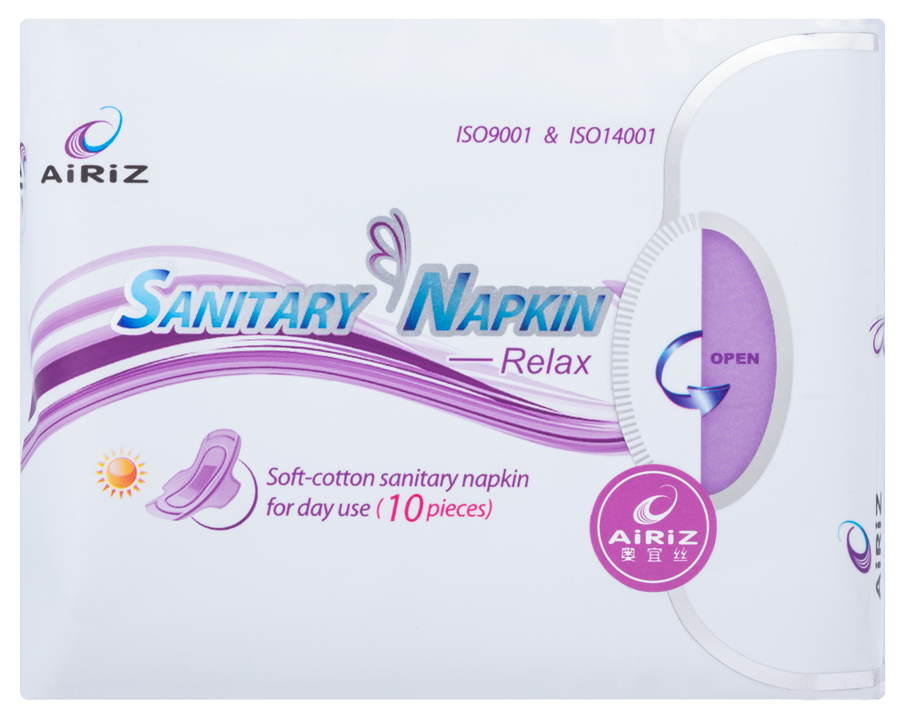 AiRiZ
ISO9001 & ISO14001
SANITARY NAPKIN
—Relax
OPEN
Soft-cotton sanitary napkin
for day use (10 pieces)
AiRiZ
奥宜丝
AiRiZ